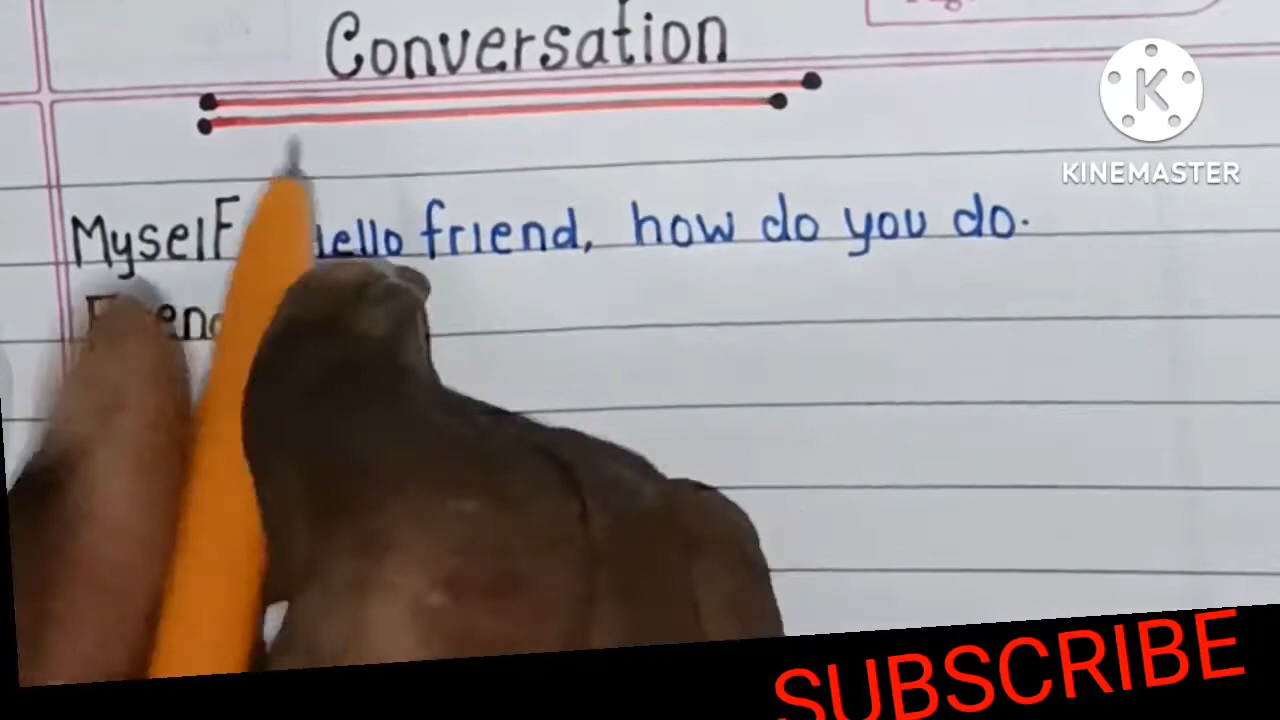 Conversation
KINEMASTER
MyselF Hello friend, how do you do.
SUBSCRIBE